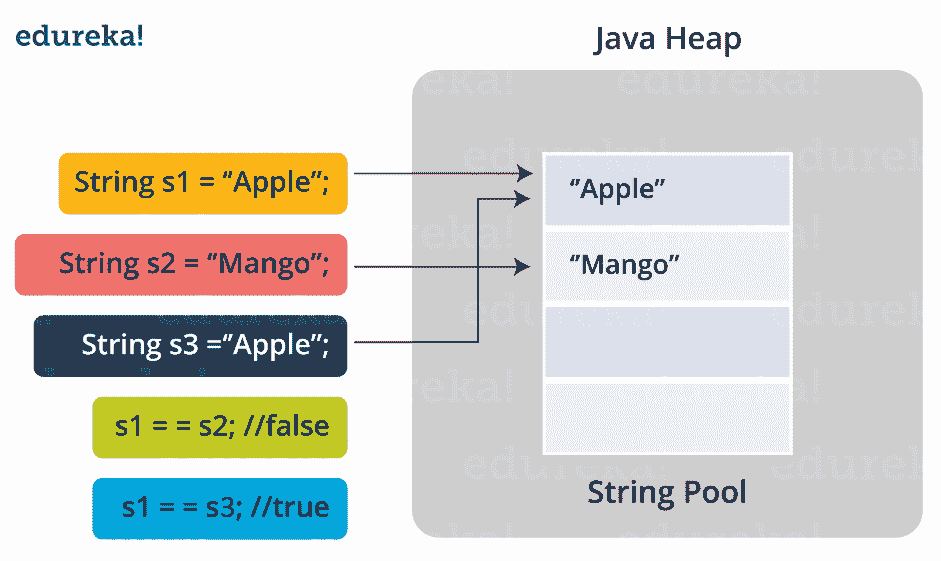 edureka!
Java Heap
String s1 = “Apple”;
String s2 = “Mango”;
String s3 =“Apple”;
s1 = = s2; //false
s1 = = s3; //true
“Apple”
“Mango”
String Pool